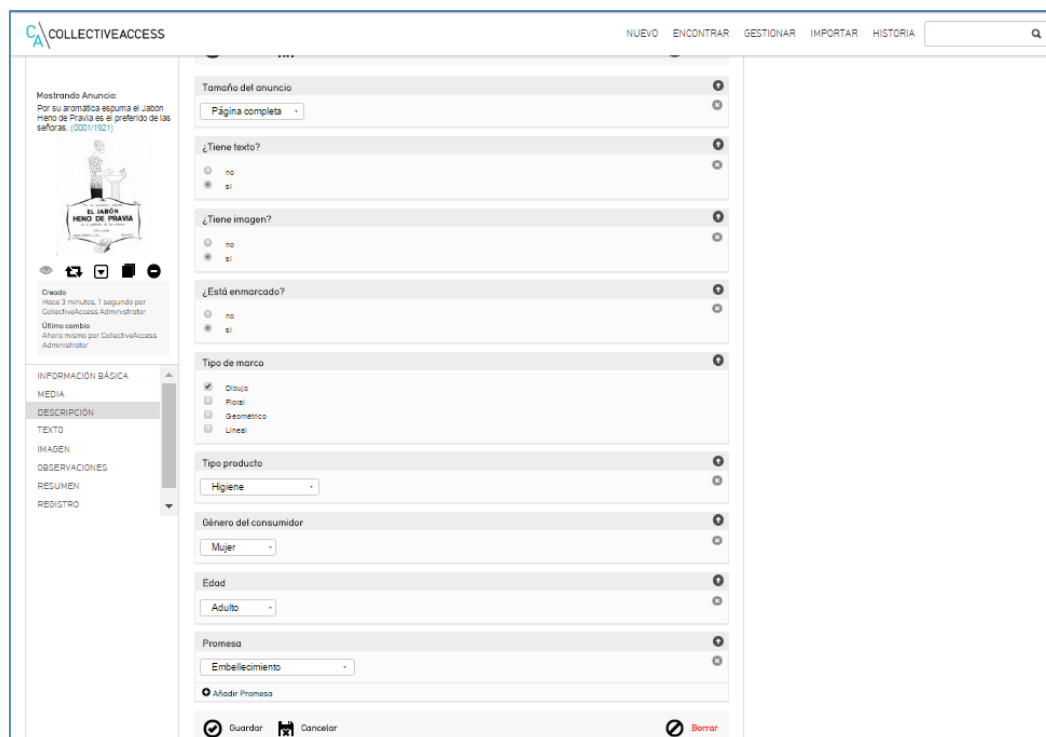 CA COLLECTIVEACCESS
NUEVO ENCONTRAR GESTIONAR IMPORTAR HISTORIA
Mostrando Anuncio:
Por su aromática espuma el Jabón
Heno de Pravia es el preferido de las
señoras. (0001/1921)
EL JABÓN
HENO DE PRAVIA
Creado
Hace 3 minutos, 1 segundo por
CollectiveAccess Administrator
Último cambio
Ahora mismo por CollectiveAccess
Administrator
INFORMACIÓN BÁSICA
MEDIA
DESCRIPCIÓN
TEXTO
IMAGEN
OBSERVACIONES
RESUMEN
REGISTRO
Tamaño del anuncio
Página completa
¿Tiene texto?
no
si
¿Tiene imagen?
no
si
¿Está enmarcado?
no
si
Tipo de marco
Dibujo
Floral
Geométrico
Lineal
Tipo producto
Higiene
Género del consumidor
Mujer
Edad
Adulto
Promesa
Embellecimiento
Añadir Promesa
Guardar Cancelar Borrar